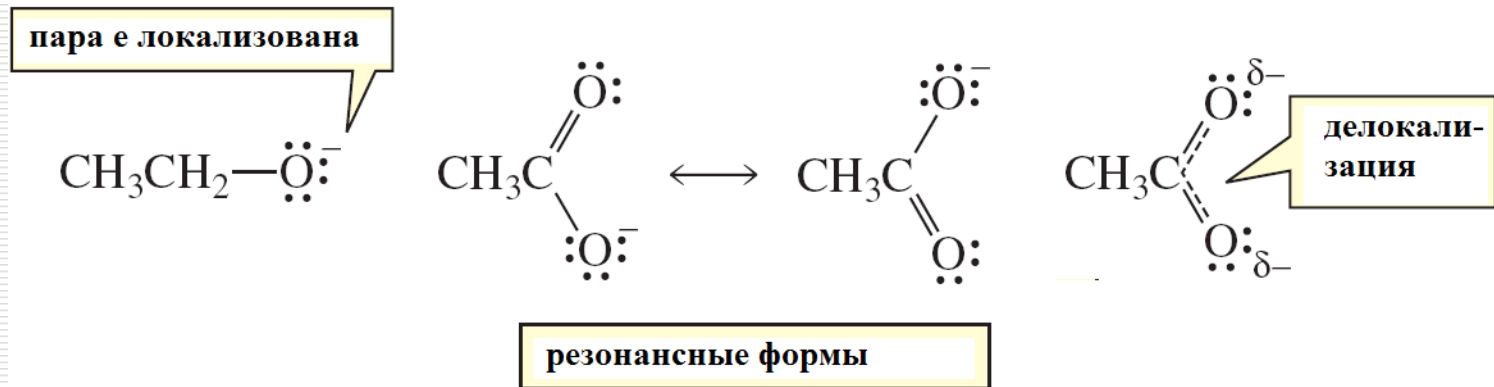 пара е локализована
CH₃CH₂—O:⁻
CH₃C
O:
:O:⁻
⟷
CH₃C
:O:⁻
O:
CH₃C
O: δ–
O: δ–
делокали-
зация
резонансные формы